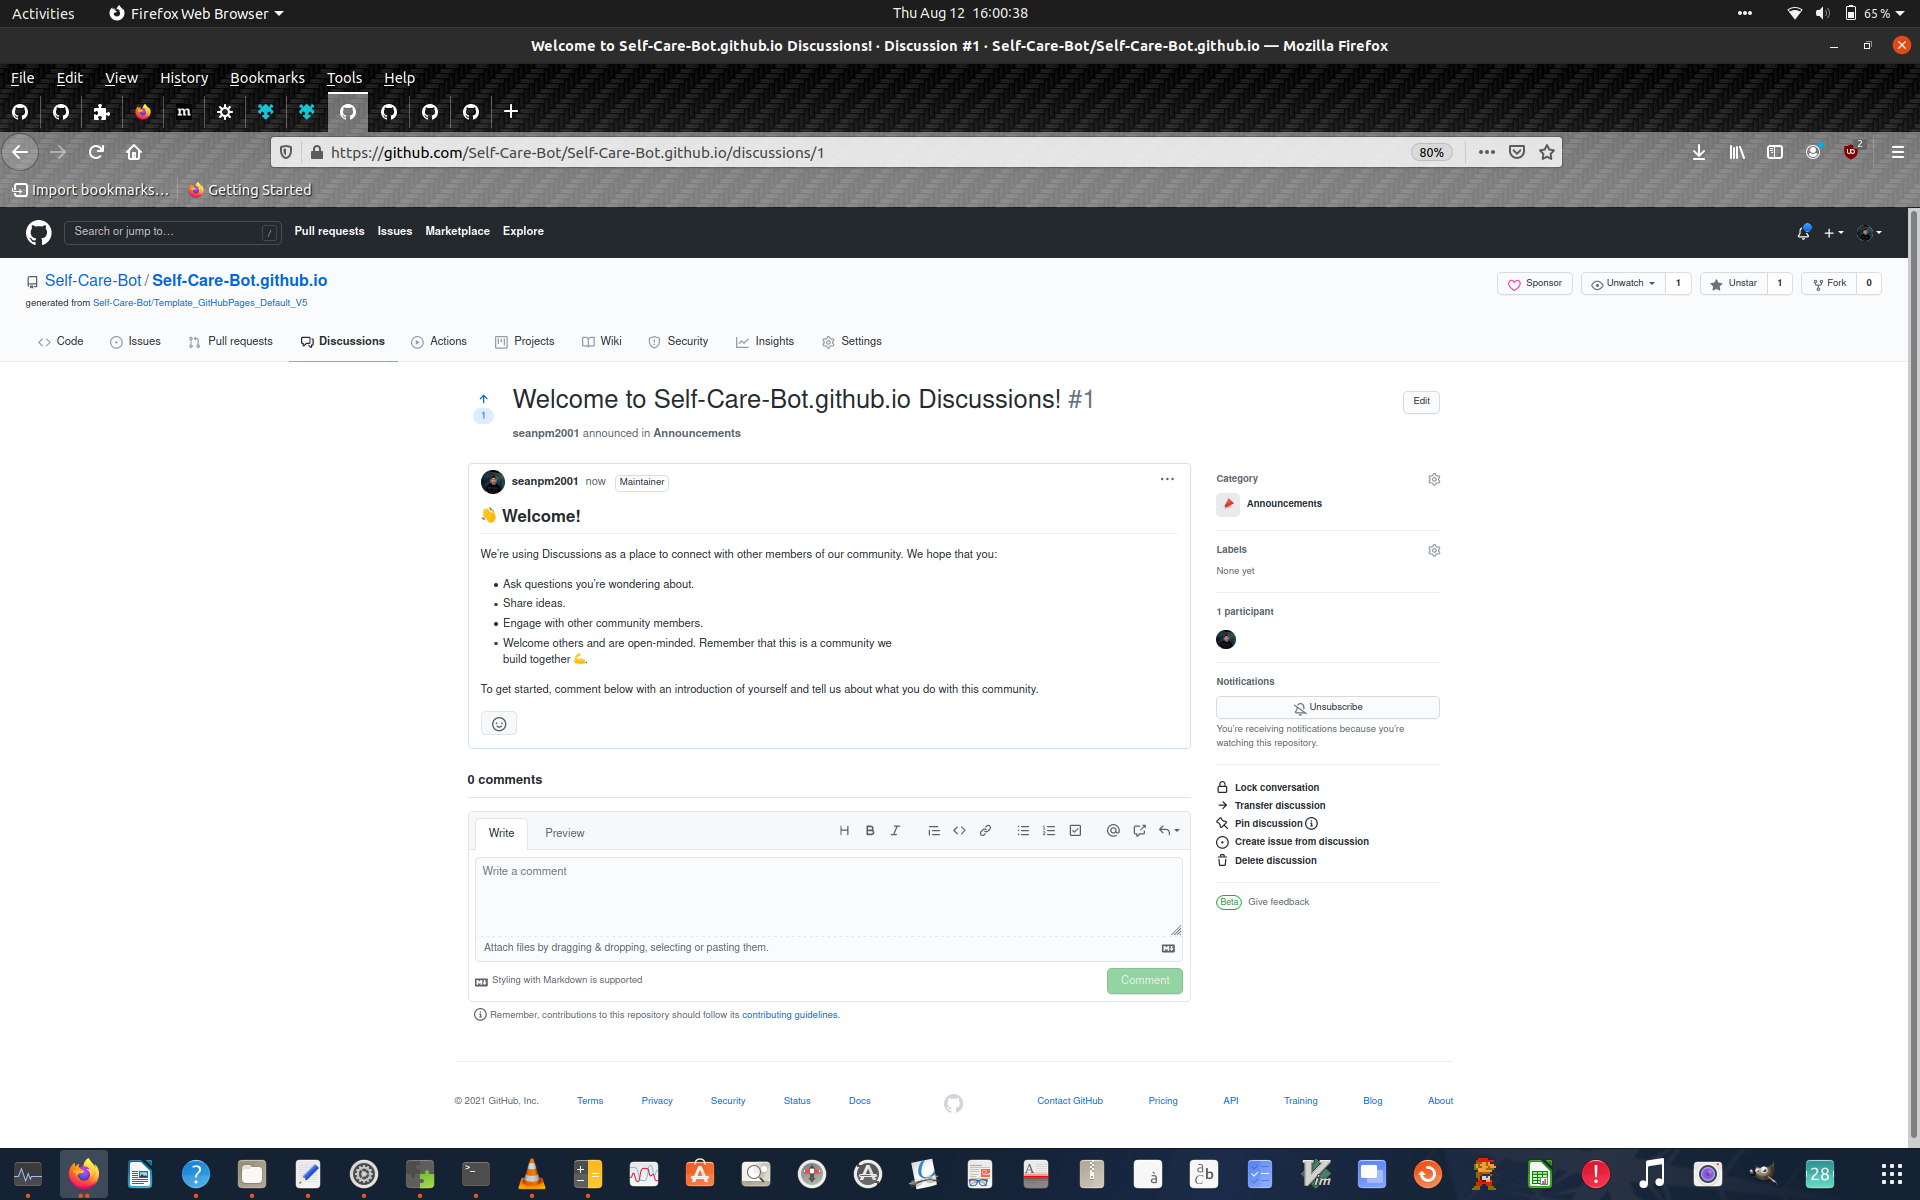 Activities
Firefox Web Browser
Thu Aug 12 16:00:38
65 %
Welcome to Self-Care-Bot.github.io Discussions! · Discussion #1 · Self-Care-Bot/Self-Care-Bot.github.io — Mozilla Firefox
File Edit View History Bookmarks Tools Help
https://github.com/Self-Care-Bot/Self-Care-Bot.github.io/discussions/1
80%
2
Import bookmarks...
Getting Started
Search or jump to...
/
Pull requests Issues Marketplace Explore
Self-Care-Bot / Self-Care-Bot.github.io
Sponsor
Unwatch 1
Unstar 1
Fork 0
generated from Self-Care-Bot/Template_GitHubPages_Default_V5
Code Issues Pull requests Discussions Actions Projects Wiki Security Insights Settings
1
Welcome to Self-Care-Bot.github.io Discussions! #1
Edit
seanpm2001 announced in Announcements
seanpm2001 now Maintainer
👋 Welcome!
We're using Discussions as a place to connect with other members of our community. We hope that you:
• Ask questions you're wondering about.
• Share ideas.
• Engage with other community members.
• Welcome others and are open-minded. Remember that this is a community we
build together 💪.
To get started, comment below with an introduction of yourself and tell us about what you do with this community.
Category
Announcements
Labels
None yet
1 participant
Notifications
Unsubscribe
You're receiving notifications because you're
watching this repository.
Lock conversation
Transfer discussion
Pin discussion
Create issue from discussion
Delete discussion
Beta Give feedback
0 comments
Write Preview
H B I
Write a comment
Attach files by dragging & dropping, selecting or pasting them.
Styling with Markdown is supported
Comment
Remember, contributions to this repository should follow its contributing guidelines.
© 2021 GitHub, Inc. Terms Privacy Security Status Docs Contact GitHub Pricing API Training Blog About
28